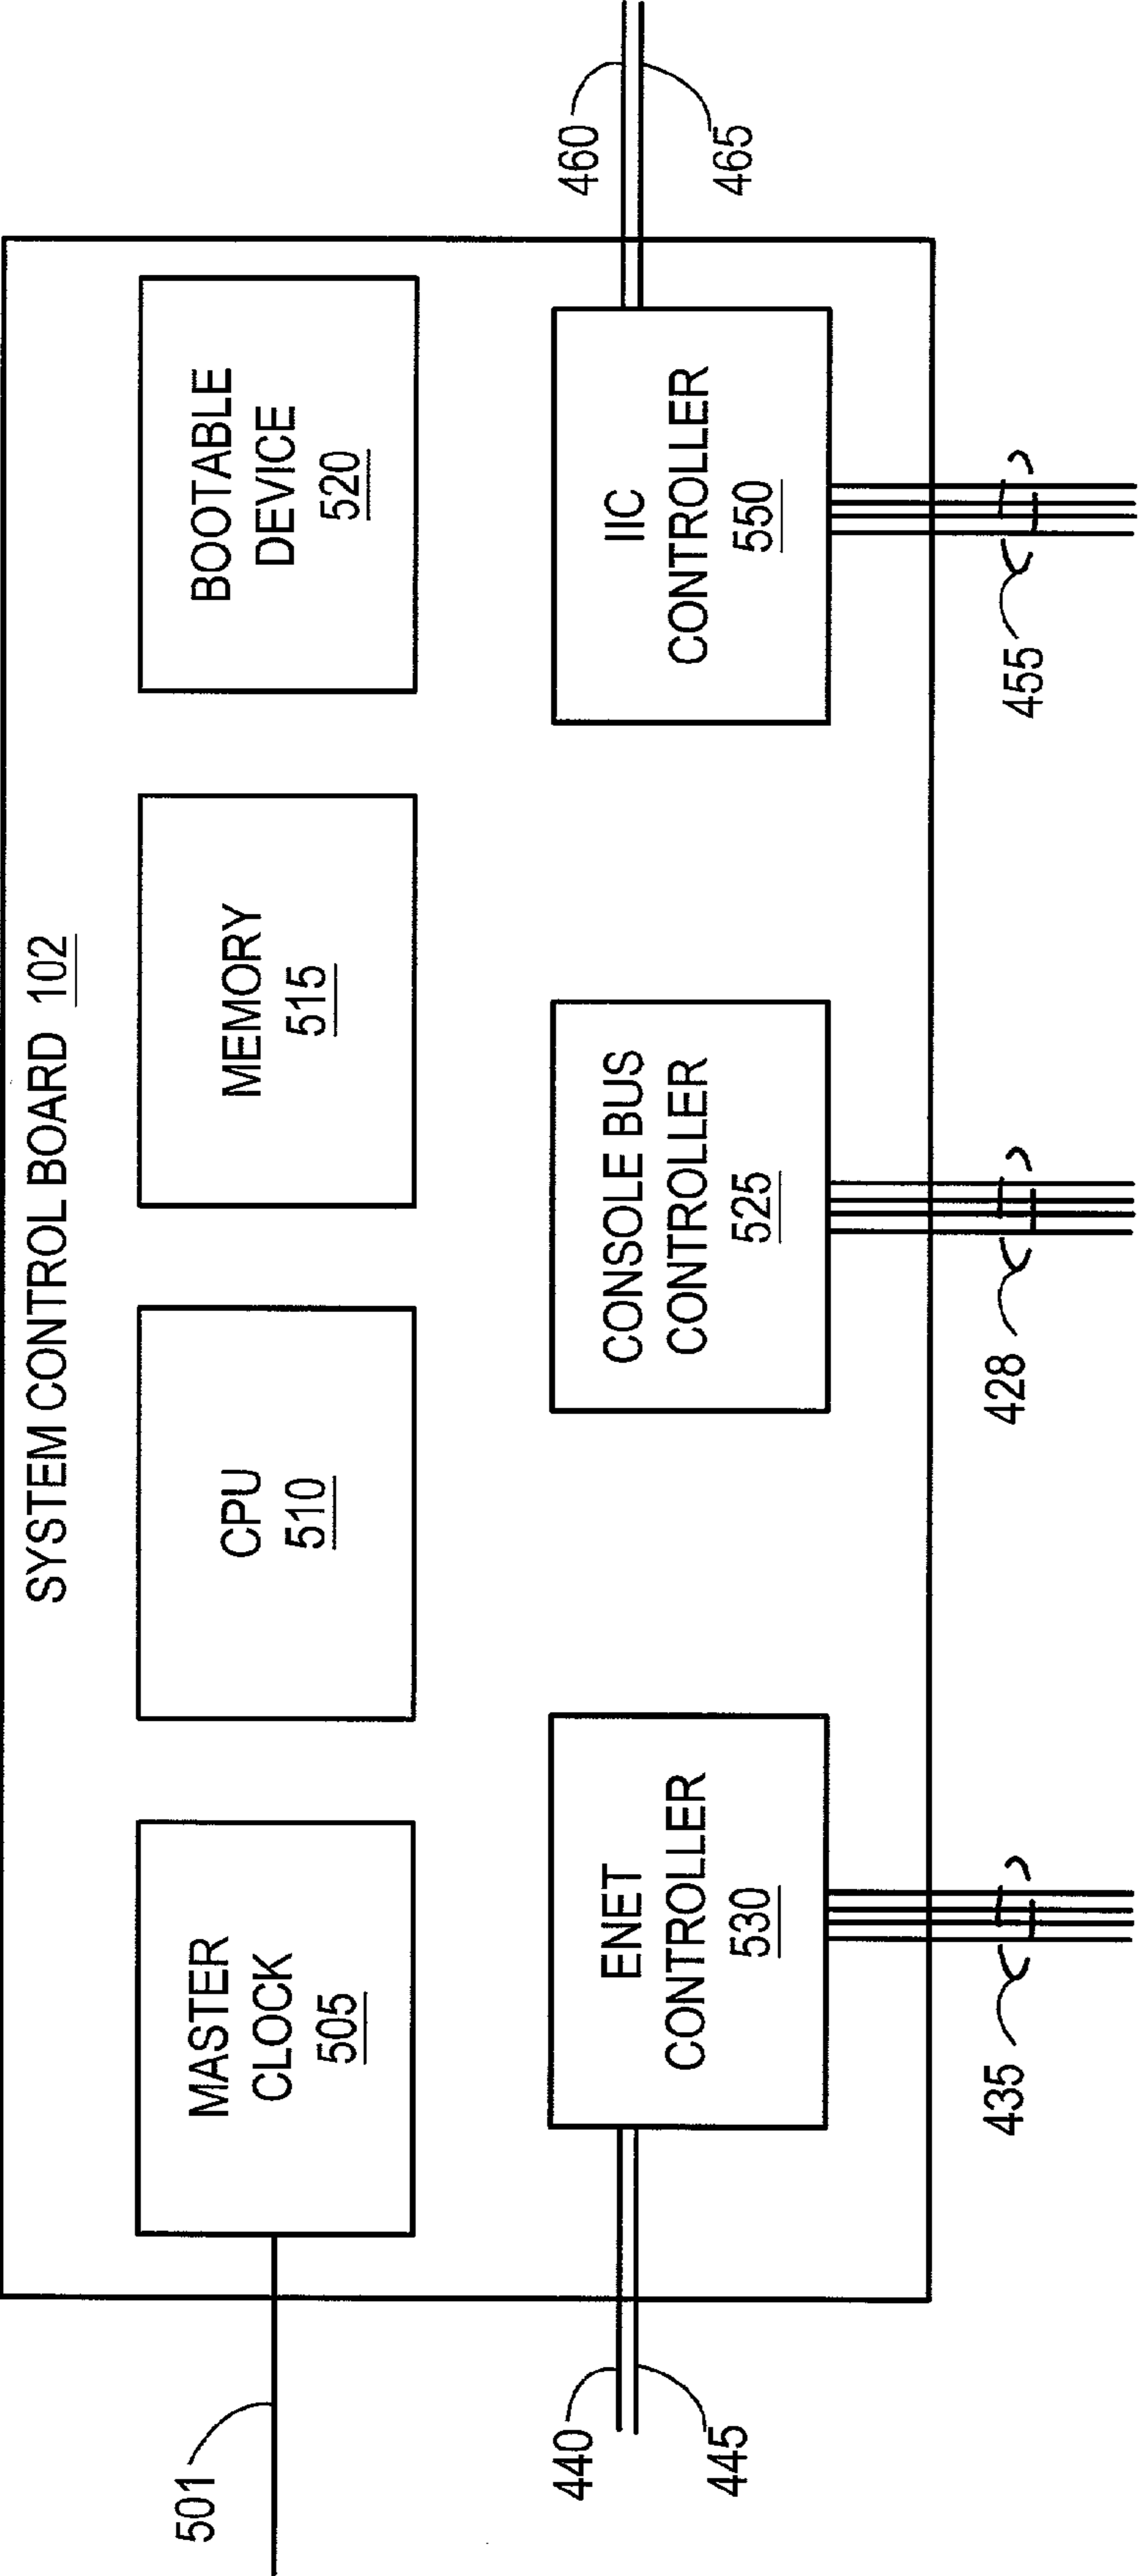 SYSTEM CONTROL BOARD 102
MASTER
CLOCK
505
CPU
510
MEMORY
515
BOOTABLE
DEVICE
520
501
ENET
CONTROLLER
530
CONSOLE BUS
CONTROLLER
525
IIC
CONTROLLER
550
440
445
460
465
435
428
455